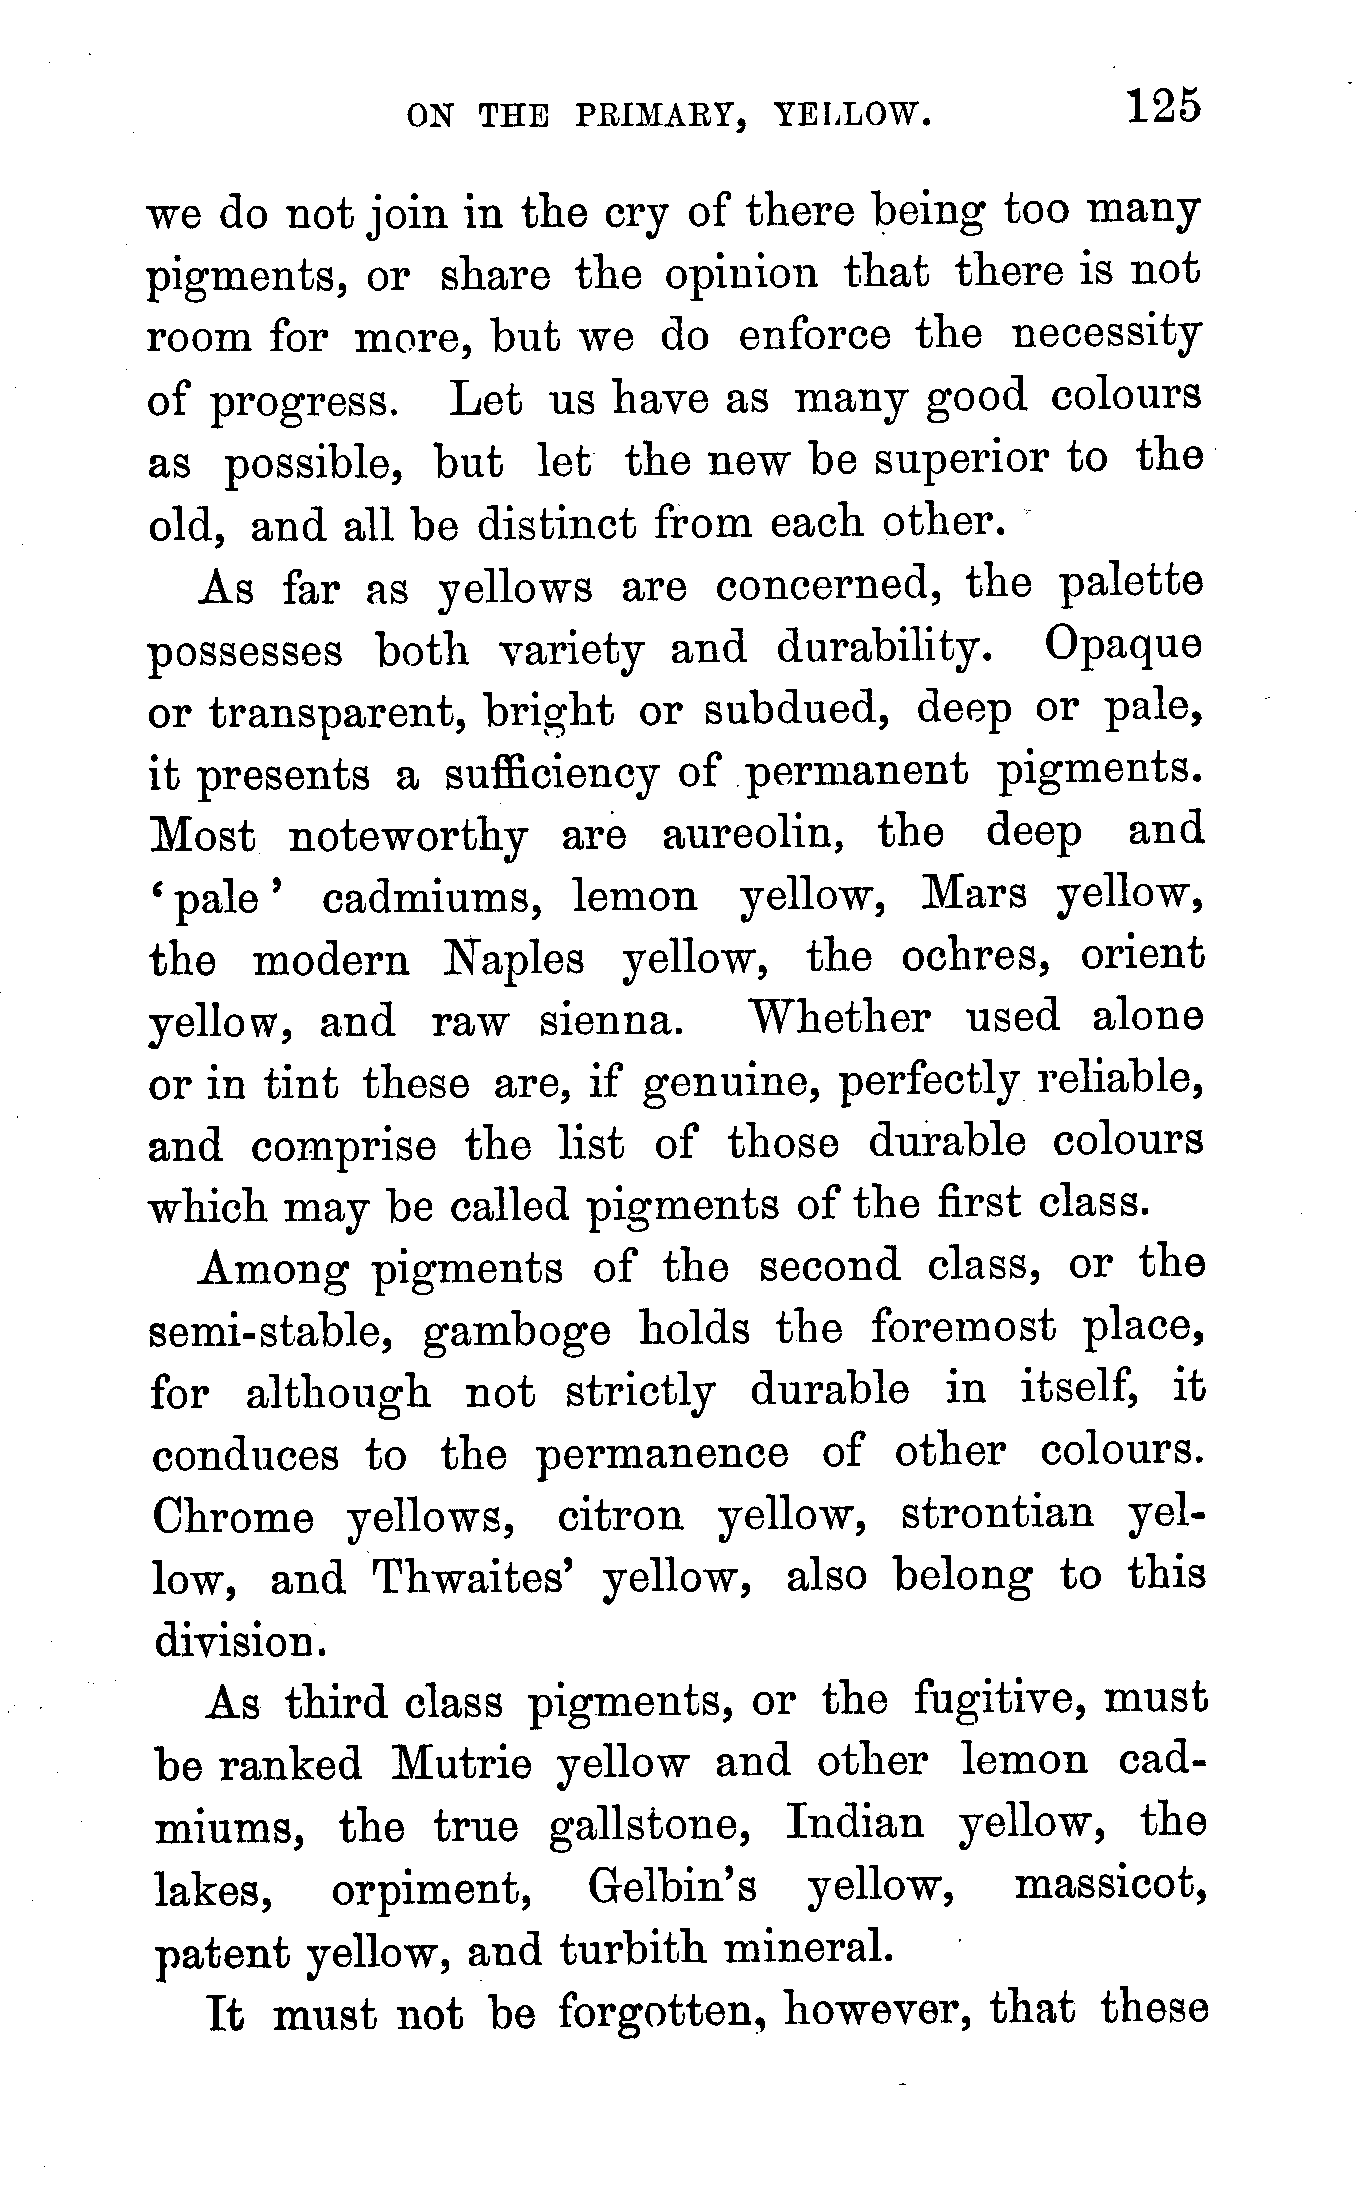 ON THE PRIMARY, YELLOW. 125
we do not join in the cry of there being too many
pigments, or share the opinion that there is not
room for more, but we do enforce the necessity
of progress. Let us have as many good colours
as possible, but let the new be superior to the
old, and all be distinct from each other.
As far as yellows are concerned, the palette
possesses both variety and durability. Opaque
or transparent, bright or subdued, deep or pale,
it presents a sufficiency of permanent pigments.
Most noteworthy are aureolin, the deep and
‘pale’ cadmiums, lemon yellow, Mars yellow,
the modern Naples yellow, the ochres, orient
yellow, and raw sienna. Whether used alone
or in tint these are, if genuine, perfectly reliable,
and comprise the list of those durable colours
which may be called pigments of the first class.
Among pigments of the second class, or the
semi-stable, gamboge holds the foremost place,
for although not strictly durable in itself, it
conduces to the permanence of other colours.
Chrome yellows, citron yellow, strontian yel-
low, and Thwaites’ yellow, also belong to this
division.
As third class pigments, or the fugitive, must
be ranked Mutrie yellow and other lemon cad-
miums, the true gallstone, Indian yellow, the
lakes, orpiment, Gelbin’s yellow, massicot,
patent yellow, and turbith mineral.
It must not be forgotten, however, that these